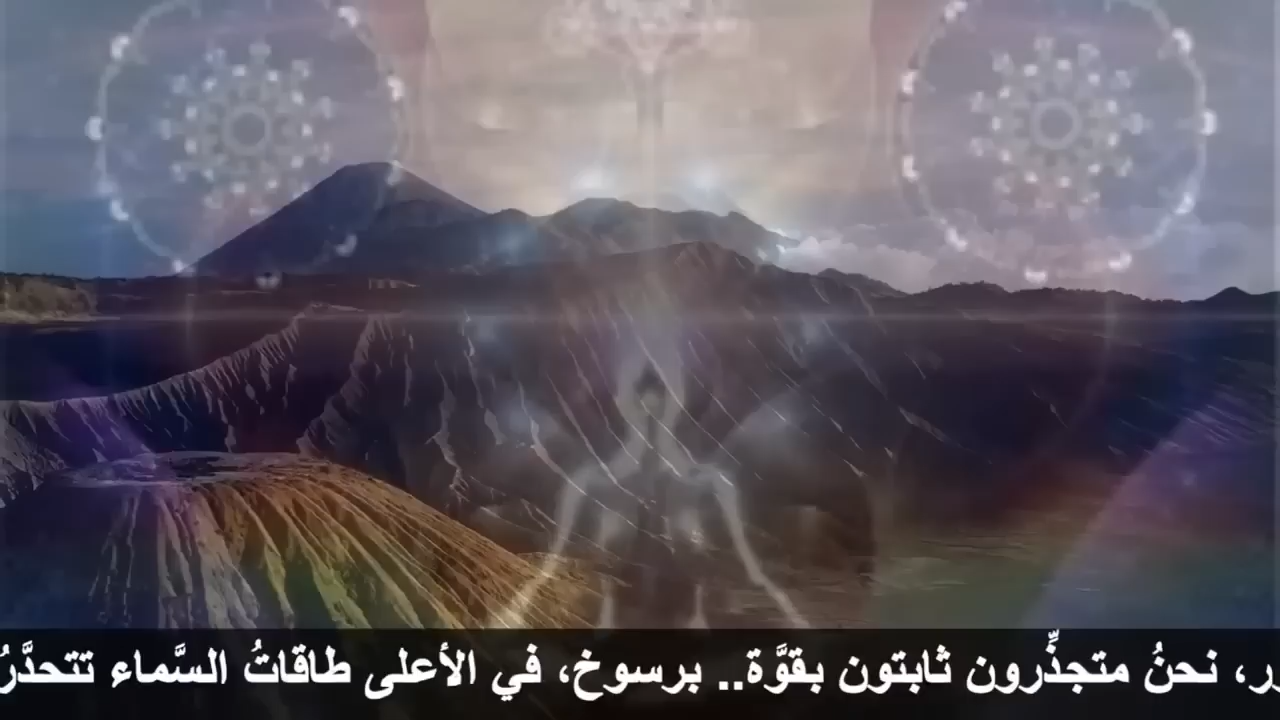 نحنُ متجذِّرون ثابتون بقوَّة.. برسوخ، في الأعلى طاقاتُ السَّماء تتحدَّرُ